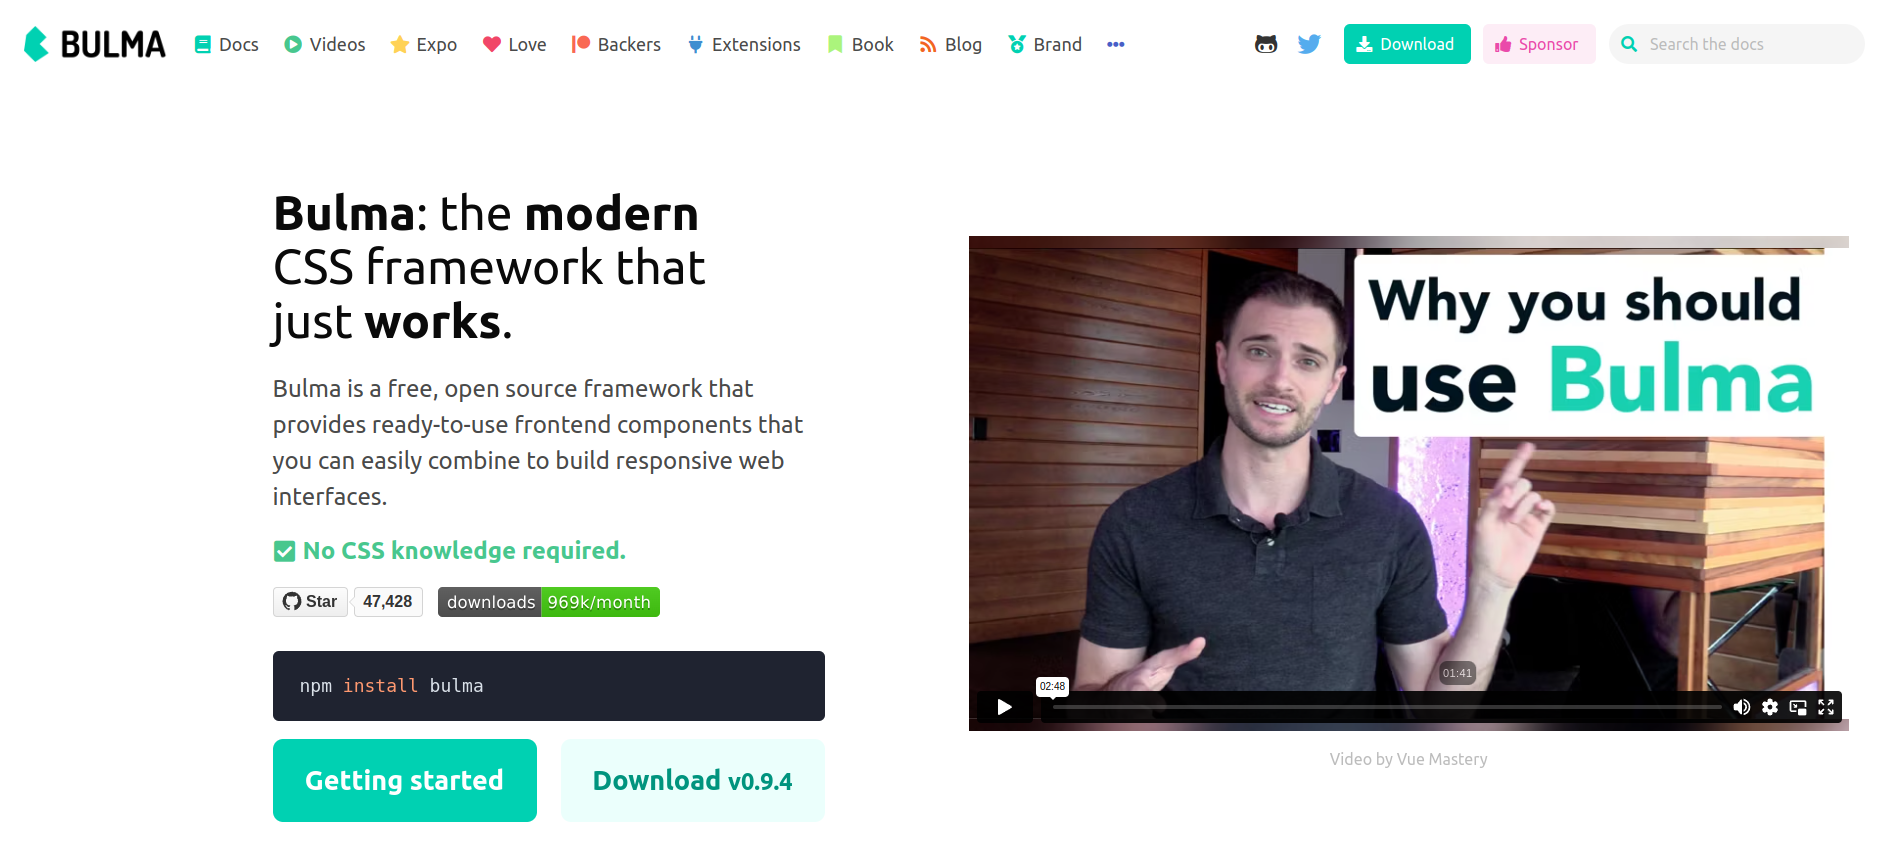 BULMA Docs Videos Expo Love Backers Extensions Book Blog Brand Download Sponsor Search the docs
Bulma: the modern
CSS framework that
just works.
Bulma is a free, open source framework that
provides ready-to-use frontend components that
you can easily combine to build responsive web
interfaces.
No CSS knowledge required.
Star 47,428 downloads 969k/month
npm install bulma
Getting started Download v0.9.4
Why you should
use Bulma
01:41
02:48
Video by Vue Mastery